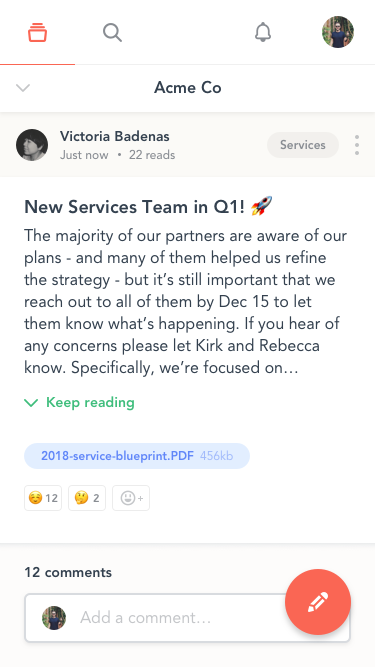 Acme Co
Victoria Badenas
Just now • 22 reads
Services
New Services Team in Q1! 🚀
The majority of our partners are aware of our
plans - and many of them helped us refine
the strategy - but it’s still important that we
reach out to all of them by Dec 15 to let
them know what’s happening. If you hear of
any concerns please let Kirk and Rebecca
know. Specifically, we’re focused on…
Keep reading
2018-service-blueprint.PDF 456kb
☺️ 12 🤔 2 +
12 comments
Add a comment…